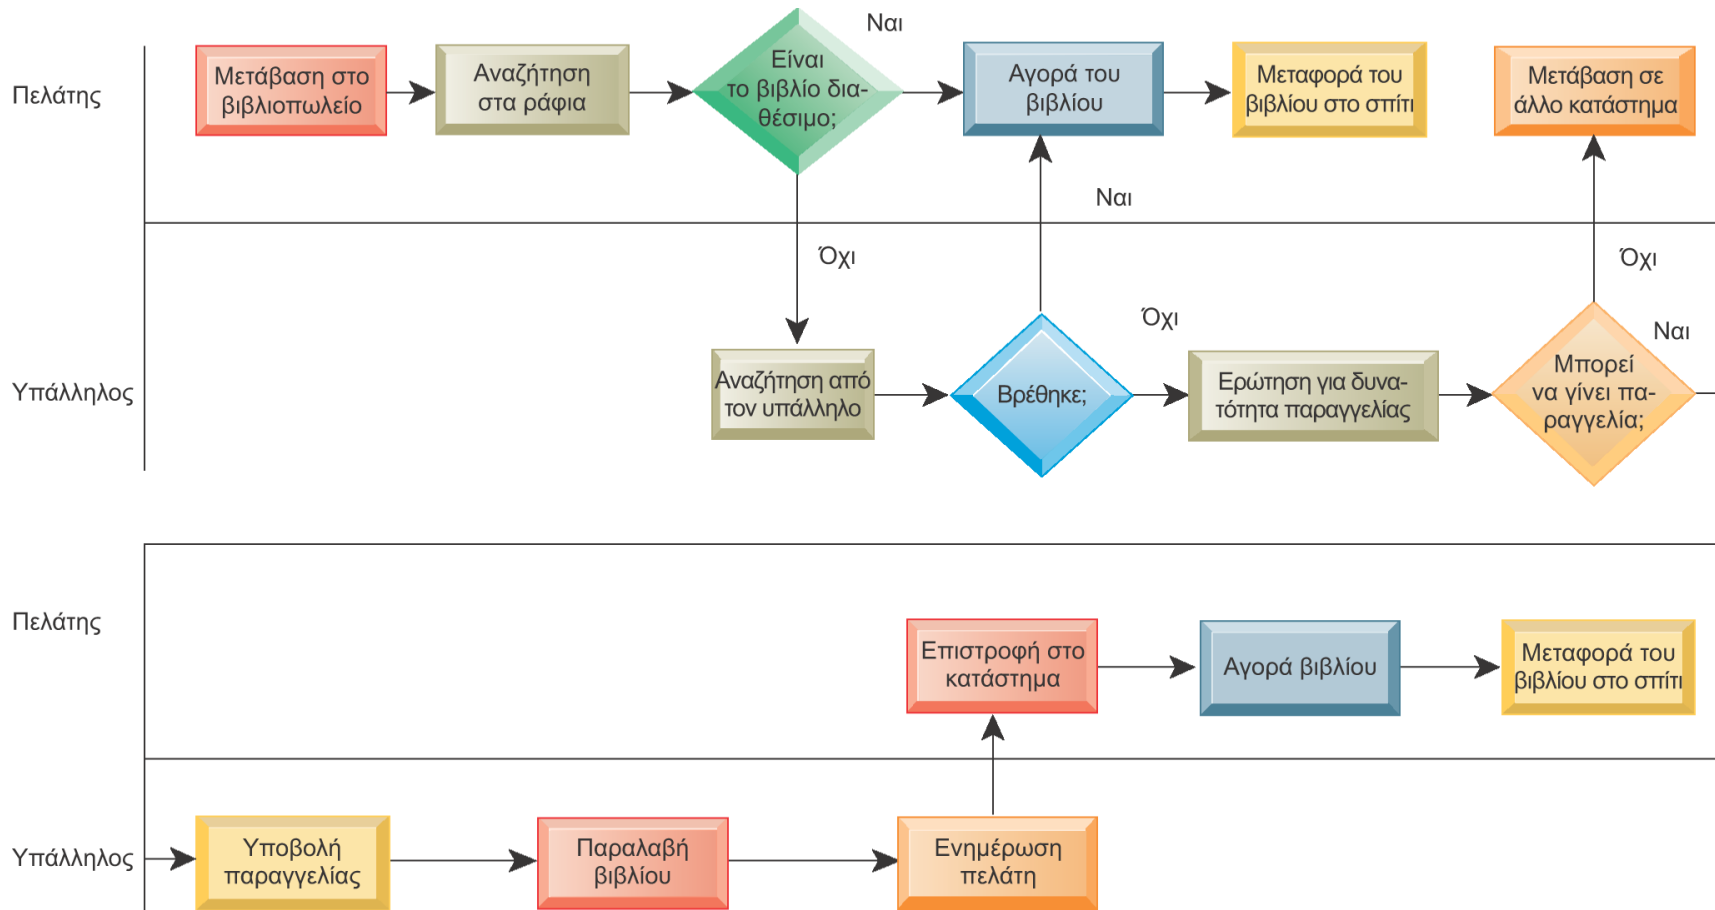 Ναι
Πελάτης
Μετάβαση στο
βιβλιοπωλείο
Αναζήτηση
στα ράφια
Είναι
το βιβλίο δια-
θέσιμο;
Αγορά του
βιβλίου
Μεταφορά του
βιβλίου στο σπίτι
Μετάβαση σε
άλλο κατάστημα
Όχι
Ναι
Όχι
Υπάλληλος
Αναζήτηση από
τον υπάλληλο
Βρέθηκε;
Όχι
Ερώτηση για δυνα-
τότητα παραγγελίας
Μπορεί
να γίνει πα-
ραγγελία;
Ναι
Πελάτης
Επιστροφή στο
κατάστημα
Αγορά βιβλίου
Μεταφορά του
βιβλίου στο σπίτι
Υπάλληλος
Υποβολή
παραγγελίας
Παραλαβή
βιβλίου
Ενημέρωση
πελάτη